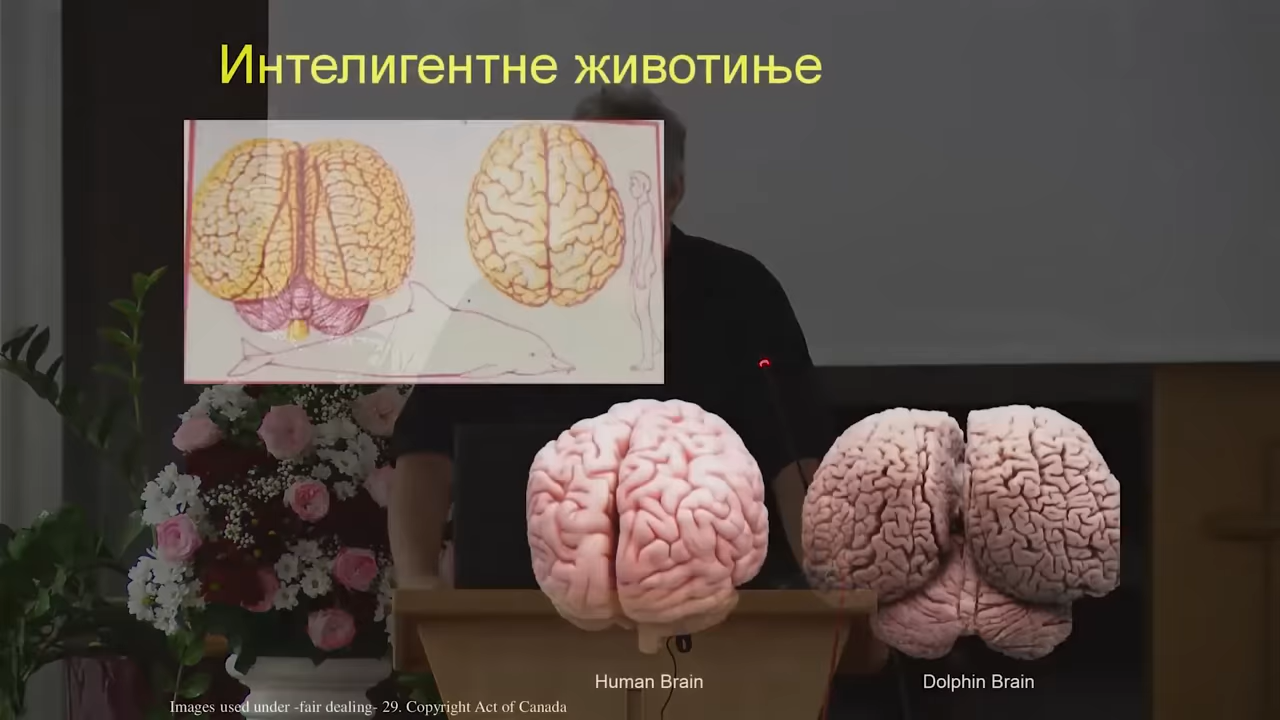 Интелигентне животиње
Human Brain
Dolphin Brain
Images used under -fair dealing- 29. Copyright Act of Canada